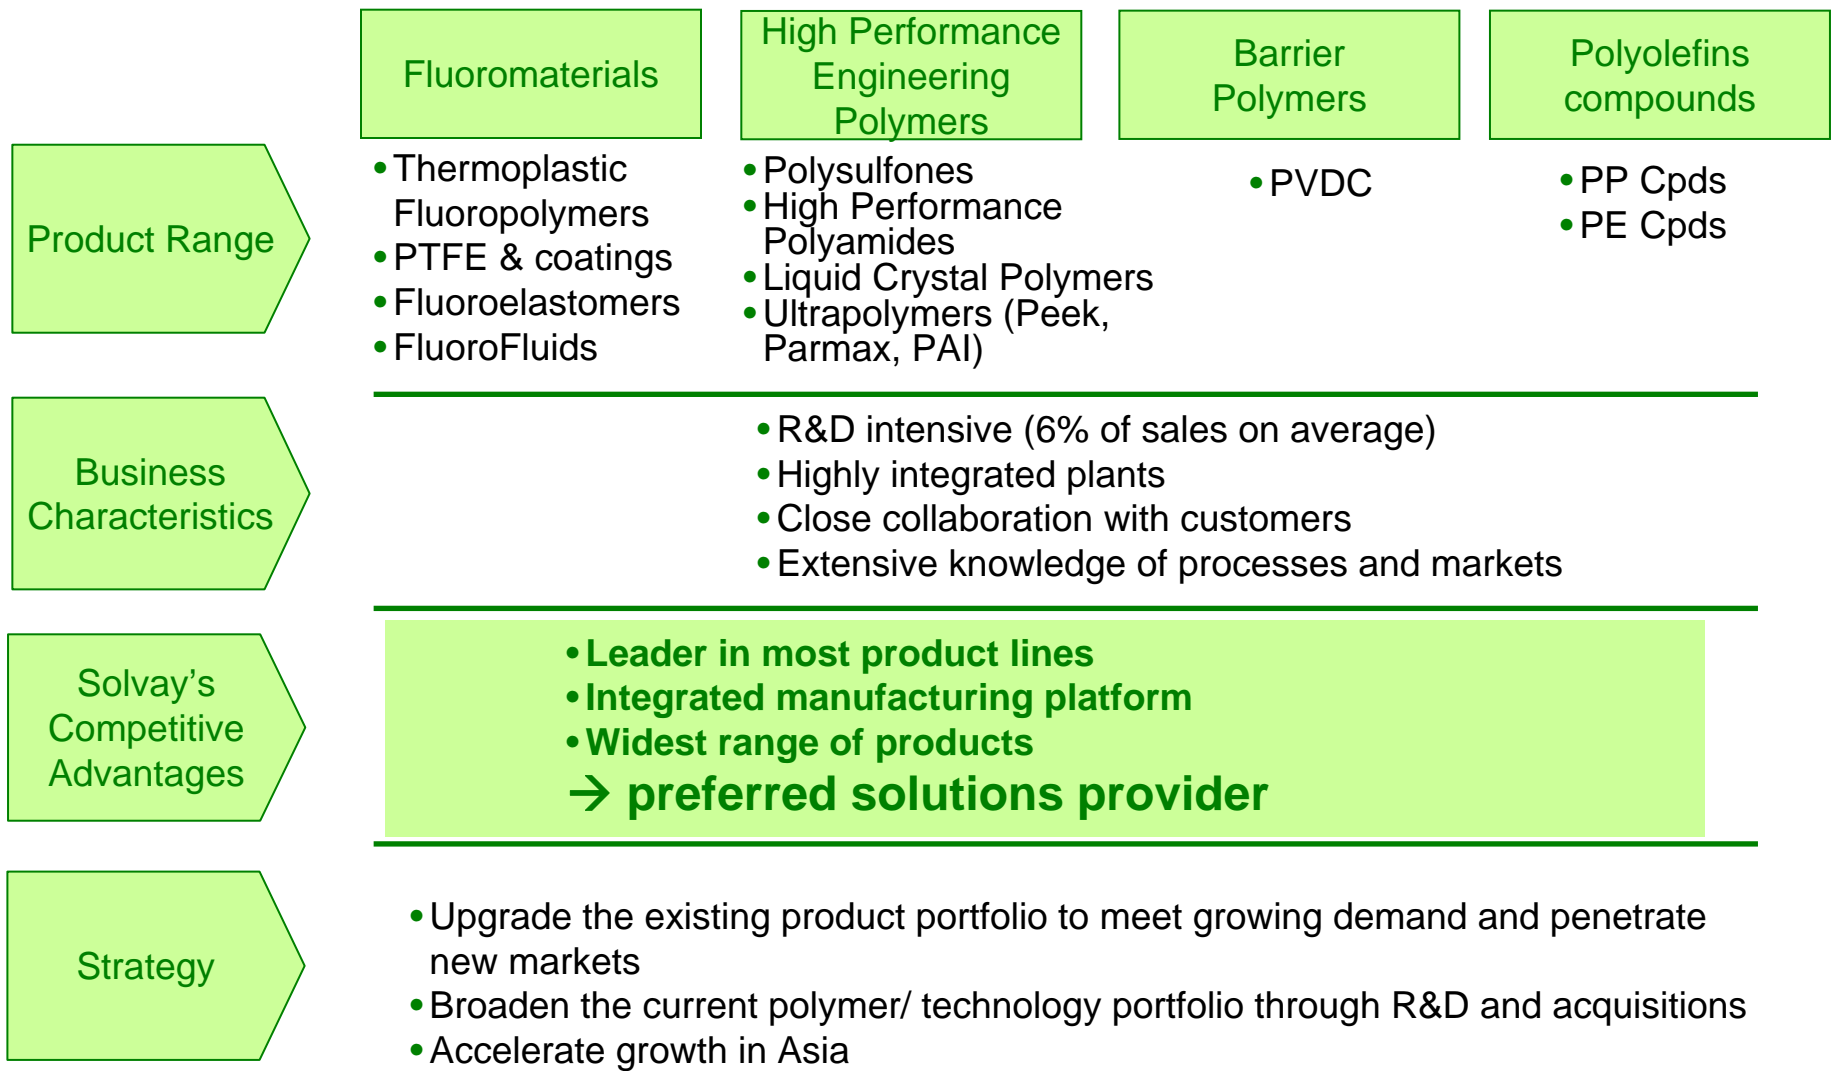 Fluoromaterials
High Performance
Engineering
Polymers
Barrier
Polymers
Polyolefins
compounds
Product Range
•Thermoplastic
Fluoropolymers
•PTFE & coatings
•Fluoroelastomers
•FluoroFluids
•Polysulfones
•High Performance
Polyamides
•Liquid Crystal Polymers
•Ultrapolymers (Peek,
Parmax, PAI)
•PVDC
•PP Cpds
•PE Cpds
Business
Characteristics
•R&D intensive (6% of sales on average)
•Highly integrated plants
•Close collaboration with customers
•Extensive knowledge of processes and markets
Solvay’s
Competitive
Advantages
•Leader in most product lines
•Integrated manufacturing platform
•Widest range of products
→ preferred solutions provider
Strategy
•Upgrade the existing product portfolio to meet growing demand and penetrate
new markets
•Broaden the current polymer/ technology portfolio through R&D and acquisitions
•Accelerate growth in Asia